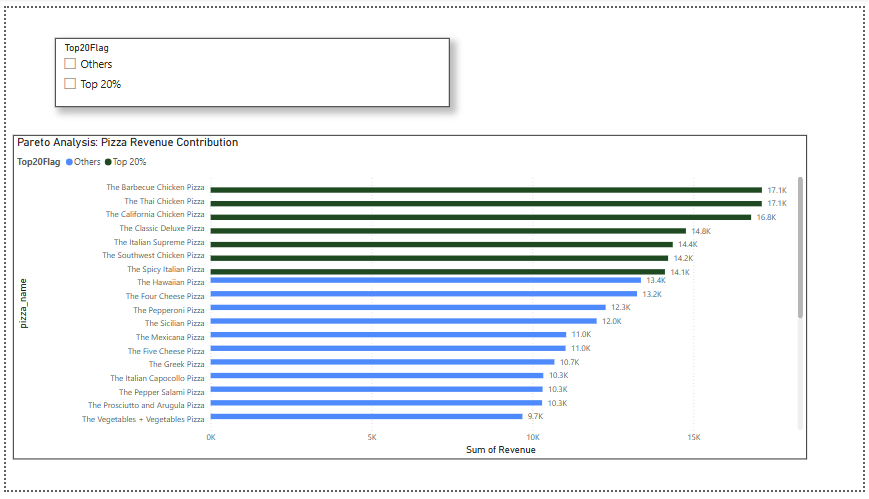 Top20Flag
Others
Top 20%
Pareto Analysis: Pizza Revenue Contribution
Top20Flag Others Top 20%
The Barbecue Chicken Pizza 17.1K
The Thai Chicken Pizza 17.1K
The California Chicken Pizza 16.8K
The Classic Deluxe Pizza 14.8K
The Italian Supreme Pizza 14.4K
The Southwest Chicken Pizza 14.2K
The Spicy Italian Pizza 14.1K
The Hawaiian Pizza 13.4K
The Four Cheese Pizza 13.2K
The Pepperoni Pizza 12.3K
The Sicilian Pizza 12.0K
The Mexicana Pizza 11.0K
The Five Cheese Pizza 11.0K
The Greek Pizza 10.7K
The Italian Capocollo Pizza 10.3K
The Pepper Salami Pizza 10.3K
The Prosciutto and Arugula Pizza 10.3K
The Vegetables + Vegetables Pizza 9.7K
pizza_name
0K 5K 10K 15K
Sum of Revenue